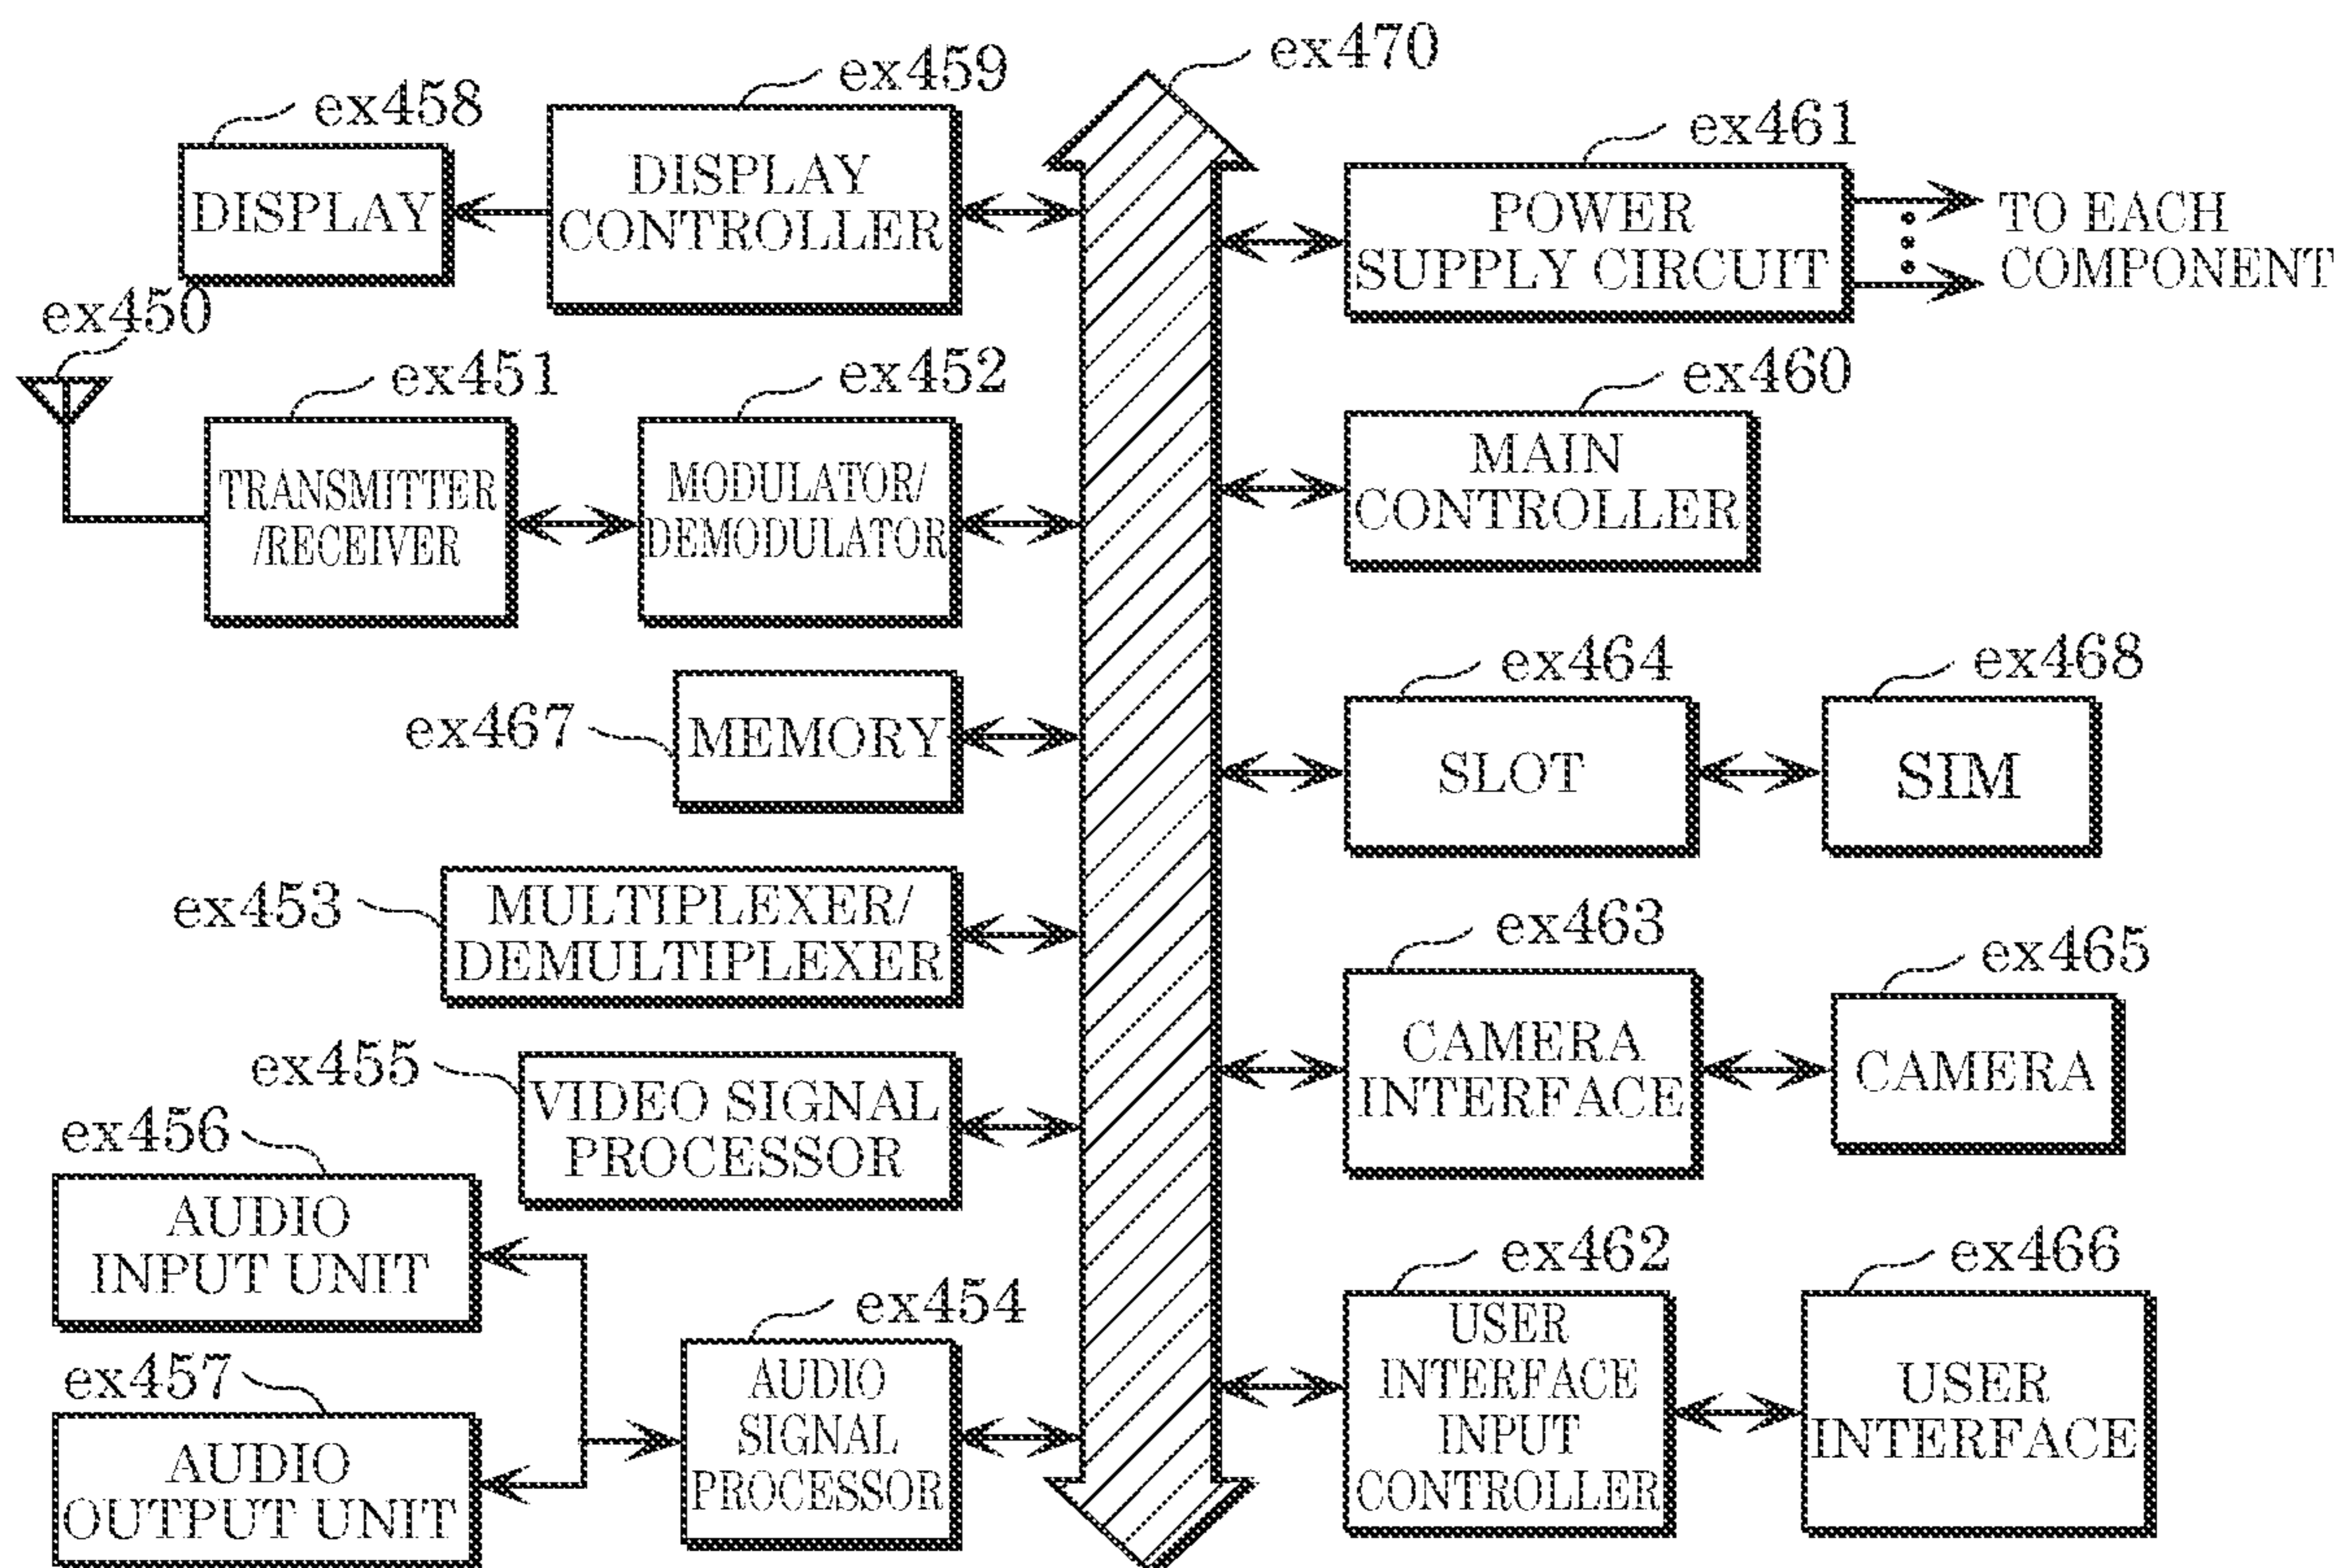 ex470
ex459
ex458
DISPLAY
DISPLAY
CONTROLLER
ex461
POWER
SUPPLY CIRCUIT
TO EACH
COMPONENT
ex450
ex451
TRANSMITTER
/RECEIVER
ex452
MODULATOR/
DEMODULATOR
ex460
MAIN
CONTROLLER
ex467
MEMORY
ex464
SLOT
ex468
SIM
ex453
MULTIPLEXER/
DEMULTIPLEXER
ex463
CAMERA
INTERFACE
ex465
CAMERA
ex455
VIDEO SIGNAL
PROCESSOR
ex456
AUDIO
INPUT UNIT
ex457
AUDIO
OUTPUT UNIT
ex454
AUDIO
SIGNAL
PROCESSOR
ex462
USER
INTERFACE
INPUT
CONTROLLER
ex466
USER
INTERFACE